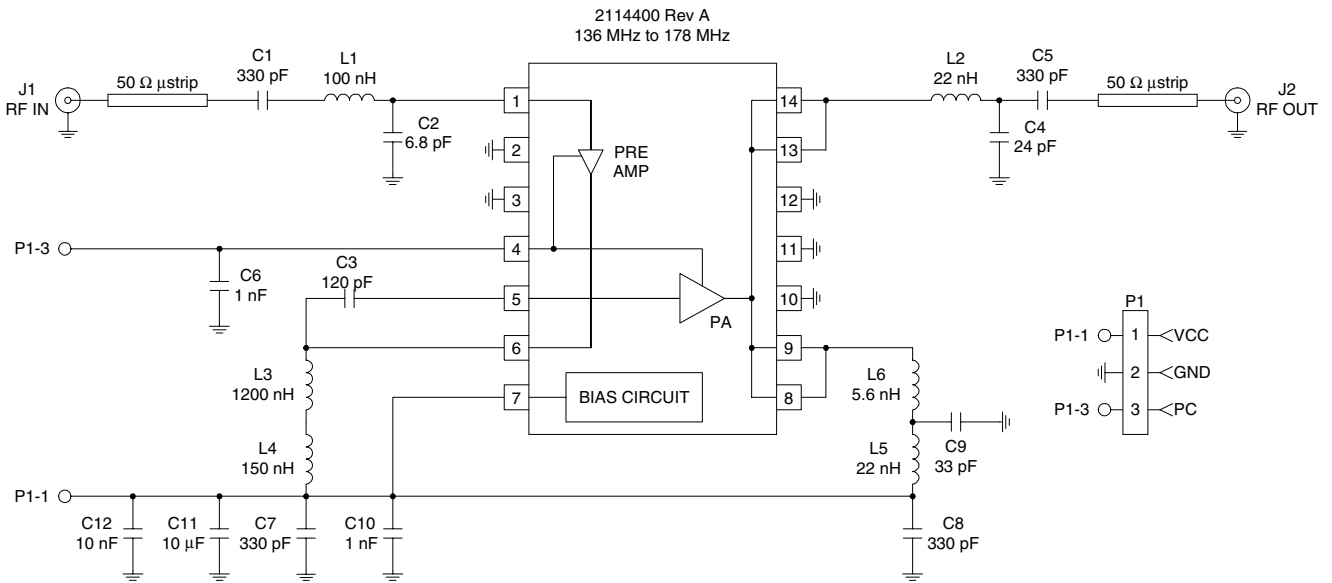 2114400 Rev A
136 MHz to 178 MHz
J1
RF IN
50 Ω µstrip
C1
330 pF
L1
100 nH
C2
6.8 pF
1
2
3
4
5
6
7
PRE
AMP
PA
BIAS CIRCUIT
14
13
12
11
10
9
8
L2
22 nH
C5
330 pF
C4
24 pF
50 Ω µstrip
J2
RF OUT
P1-3
C6
1 nF
C3
120 pF
L3
1200 nH
L4
150 nH
L6
5.6 nH
L5
22 nH
C9
33 pF
P1-1
C12
10 nF
C11
10 µF
C7
330 pF
C10
1 nF
C8
330 pF
P1
P1-1
1
VCC
2
GND
P1-3
3
PC